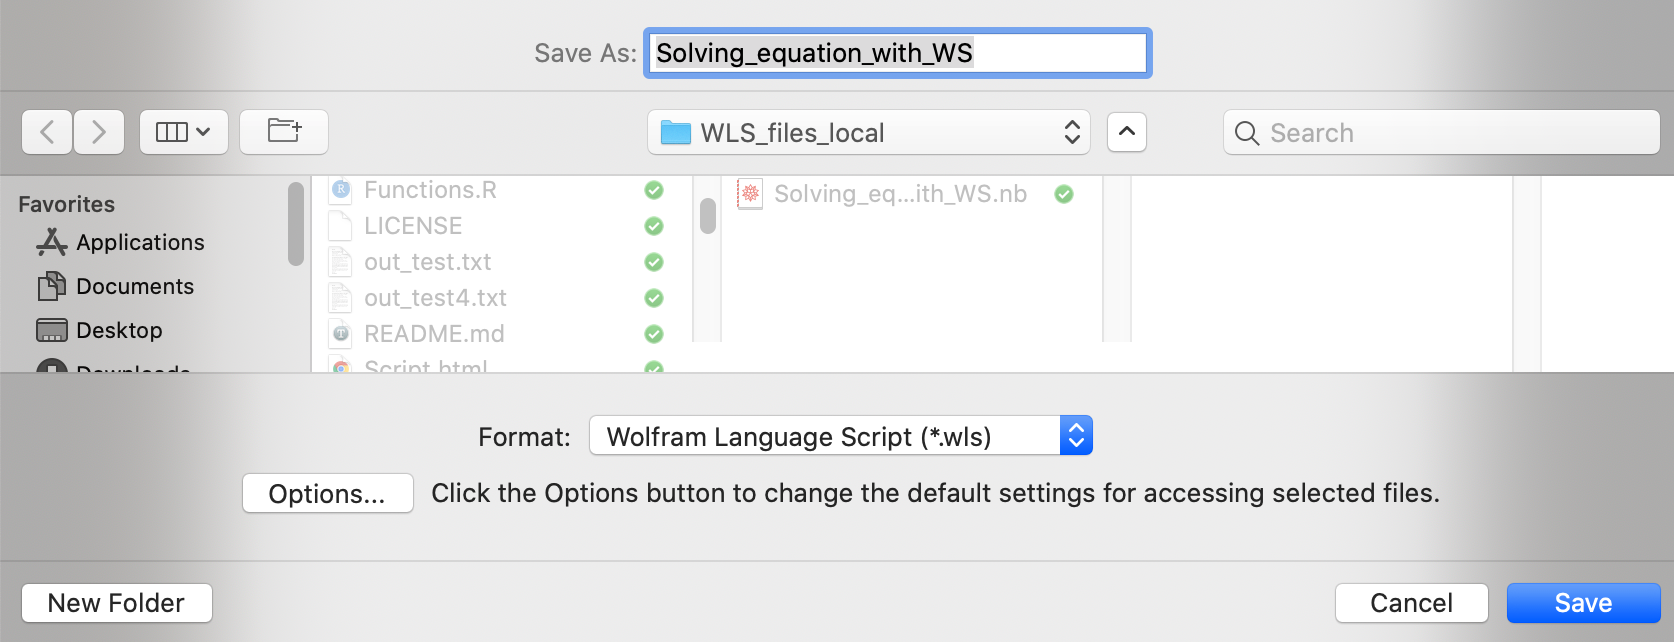 Save As: Solving_equation_with_WS
WLS_files_local
Search
Favorites
Applications
Documents
Desktop
Downloads
Functions.R
LICENSE
out_test.txt
out_test4.txt
README.md
Script.html
Solving_eq...ith_WS.nb
Format: Wolfram Language Script (*.wls)
Options... Click the Options button to change the default settings for accessing selected files.
New Folder
Cancel
Save